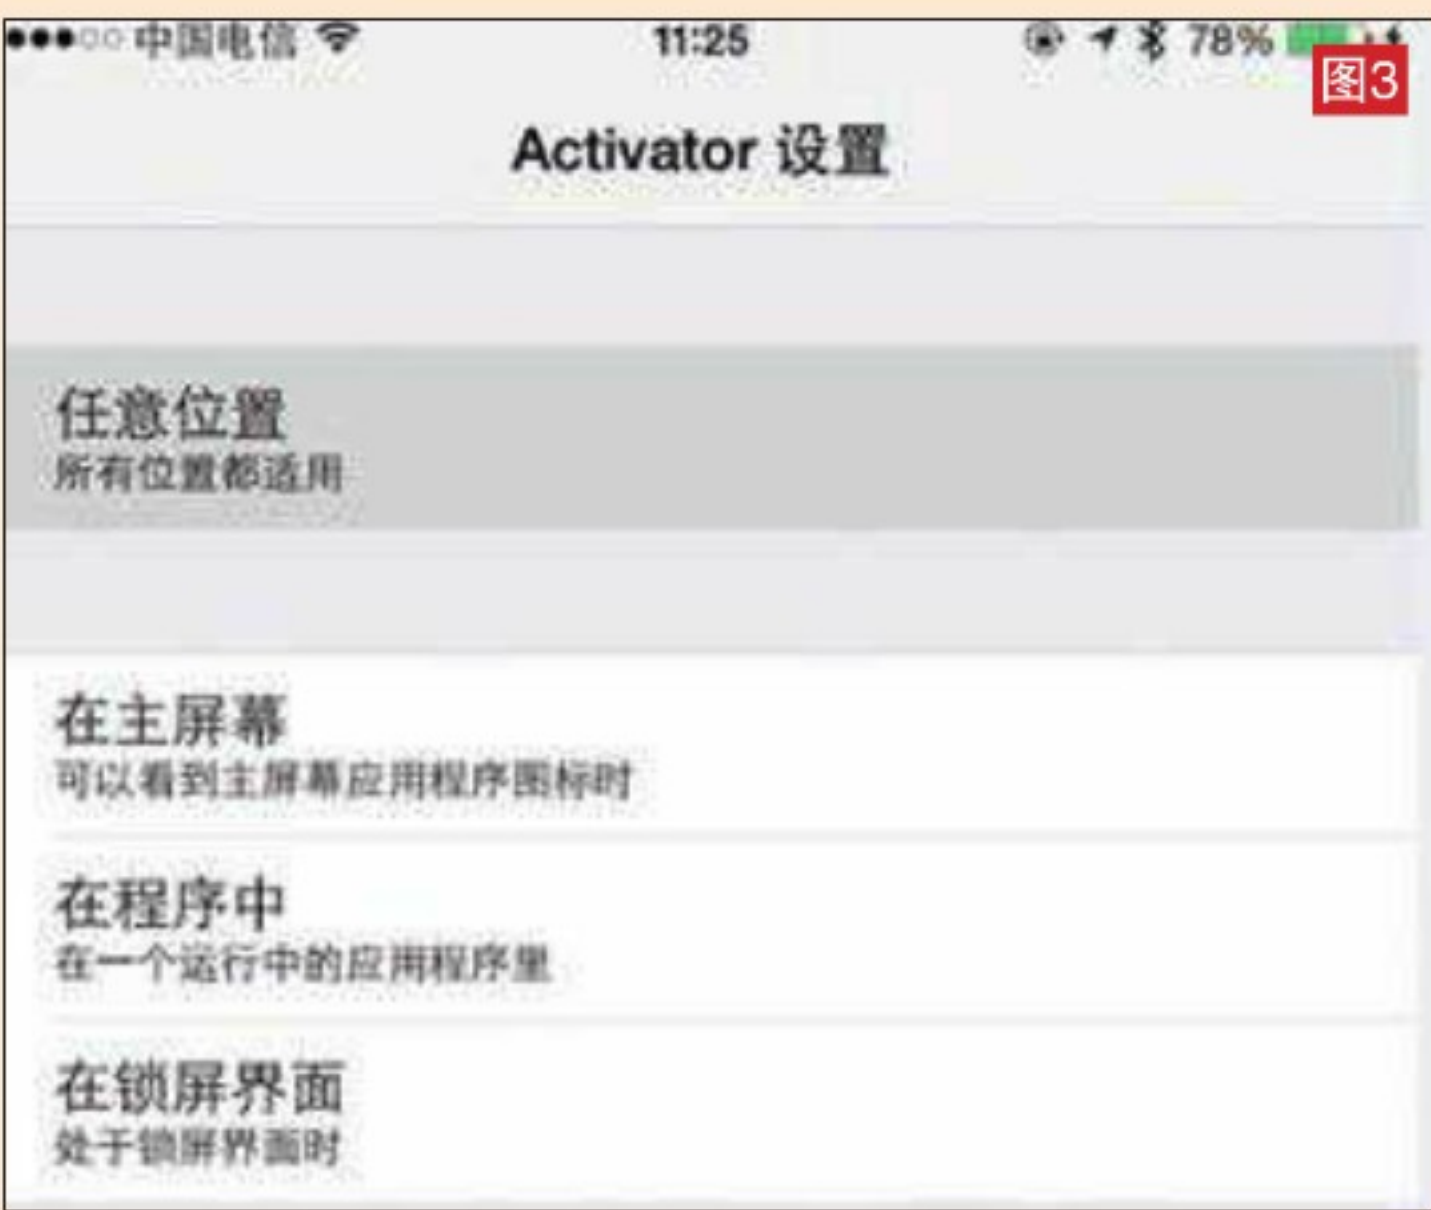 中国电信 11:25 78%
图3
Activator 设置
任意位置
所有位置都适用
在主屏幕
可以看到主屏幕应用程序图标时
在程序中
在一个运行中的应用程序里
在锁屏界面
处于锁屏界面时